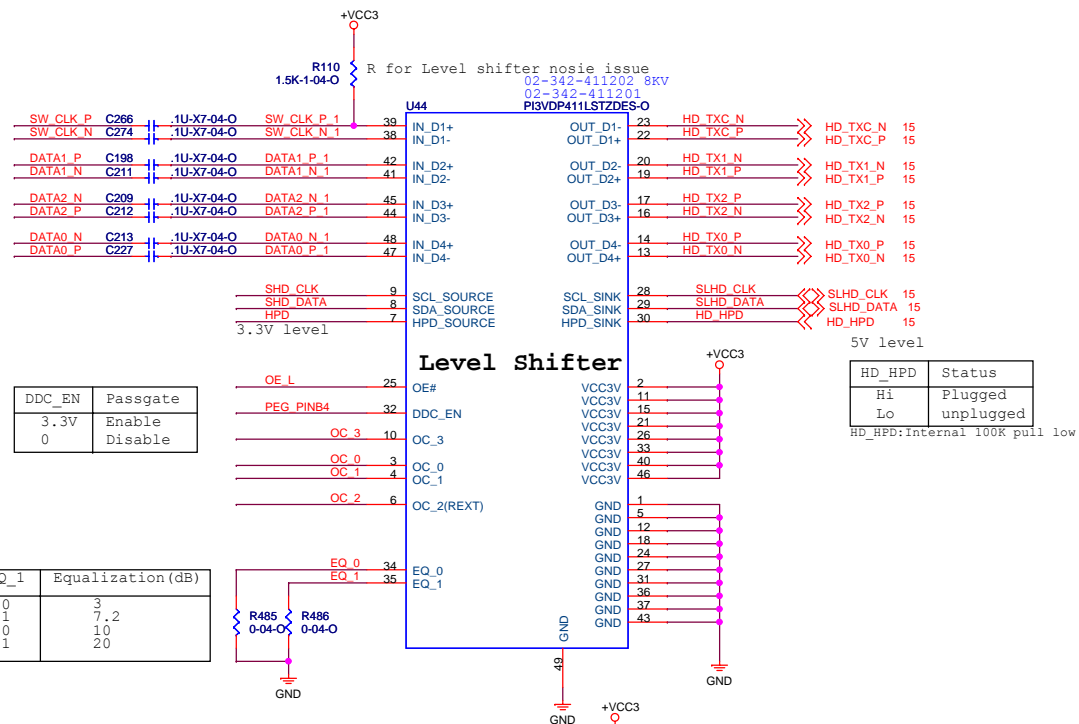 +VCC3
R110
1.5K-1-04-O
R for Level shifter nosie issue
02-342-411202 8KV
02-342-411201
U44
PI3VDP411LSTZDES-O
SW_CLK_P C266 .1U-X7-04-O SW_CLK_P_1 39 IN_D1+ OUT_D1- 23 HD_TXC_N HD_TXC_N 15
SW_CLK_N C274 .1U-X7-04-O SW_CLK_N_1 38 IN_D1- OUT_D1+ 22 HD_TXC_P HD_TXC_P 15
DATA1_P C198 .1U-X7-04-O DATA1_P_1 42 IN_D2+ OUT_D2- 20 HD_TX1_N HD_TX1_N 15
DATA1_N C211 .1U-X7-04-O DATA1_N_1 41 IN_D2- OUT_D2+ 19 HD_TX1_P HD_TX1_P 15
DATA2_N C209 .1U-X7-04-O DATA2_N_1 45 IN_D3+ OUT_D3- 17 HD_TX2_P HD_TX2_P 15
DATA2_P C212 .1U-X7-04-O DATA2_P_1 44 IN_D3- OUT_D3+ 16 HD_TX2_N HD_TX2_N 15
DATA0_N C213 .1U-X7-04-O DATA0_N_1 48 IN_D4+ OUT_D4- 14 HD_TX0_P HD_TX0_P 15
DATA0_P C227 .1U-X7-04-O DATA0_P_1 47 IN_D4- OUT_D4+ 13 HD_TX0_N HD_TX0_N 15
SHD_CLK 9 SCL_SOURCE SCL_SINK 28 SLHD_CLK SLHD_CLK 15
SHD_DATA 8 SDA_SOURCE SDA_SINK 29 SLHD_DATA SLHD_DATA 15
HPD 7 HPD_SOURCE HPD_SINK 30 HD_HPD HD_HPD 15
3.3V level
5V level
Level Shifter
+VCC3
HD_HPD Status
Hi Plugged
Lo unplugged
HD_HPD:Internal 100K pull low
DDC_EN Passgate
3.3V Enable
0 Disable
OE_L 25 OE#
PEG_PINB4 32 DDC_EN
OC_3 10 OC_3
OC_0 3 OC_0
OC_1 4 OC_1
OC_2 6 OC_2(REXT)
EQ_0 34 EQ_0
EQ_1 35 EQ_1
VCC3V 2
VCC3V 11
VCC3V 15
VCC3V 21
VCC3V 26
VCC3V 33
VCC3V 40
VCC3V 46
GND 1
GND 5
GND 12
GND 18
GND 24
GND 27
GND 31
GND 36
GND 37
GND 43
Q_1 Equalization(dB)
0 3
1 7.2
0 10
1 20
R485
0-04-O
R486
0-04-O
GND
GND
49
GND
GND
+VCC3